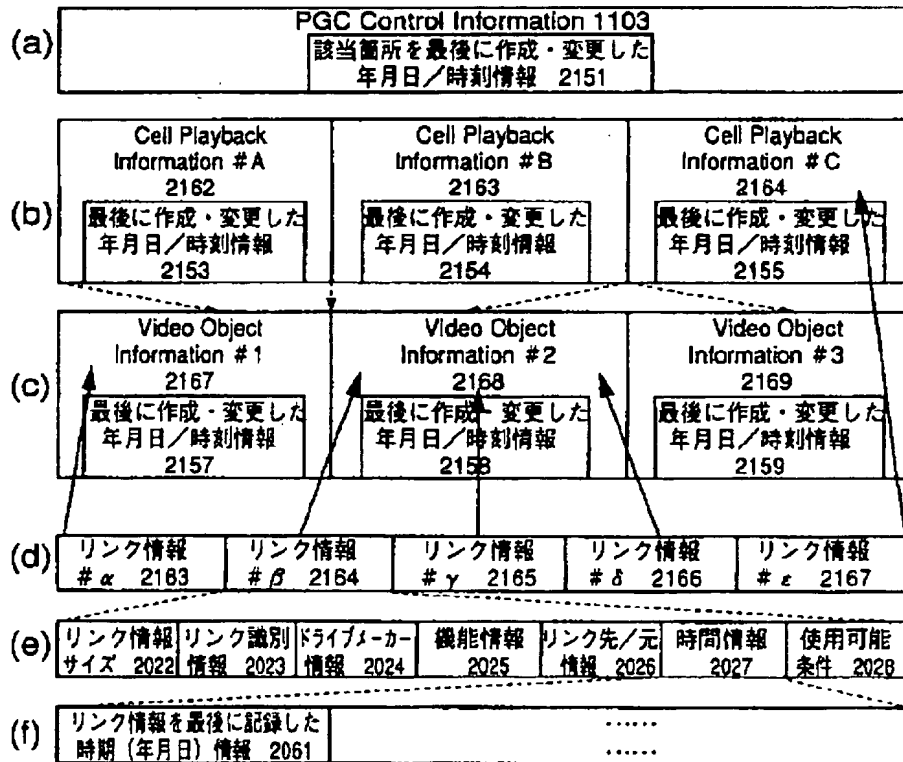 (a)
PGC Control Information 1103
該当箇所を最後に作成・変更した
年月日／時刻情報 2151
(b)
Cell Playback
Information #A
2162
最後に作成・変更した
年月日／時刻情報
2153
Cell Playback
Information #B
2163
最後に作成・変更した
年月日／時刻情報
2154
Cell Playback
Information #C
2164
最後に作成・変更した
年月日／時刻情報
2155
(c)
Video Object
Information #1
2167
最後に作成・変更した
年月日／時刻情報
2157
Video Object
Information #2
2168
最後に作成・変更した
年月日／時刻情報
2158
Video Object
Information #3
2169
最後に作成・変更した
年月日／時刻情報
2159
(d)
リンク情報
#α 2163
リンク情報
#β 2164
リンク情報
#γ 2165
リンク情報
#δ 2166
リンク情報
#ε 2167
(e)
リンク情報
サイズ 2022
リンク識別
情報 2023
ドライブメーカー
情報 2024
機能情報
2025
リンク先／元
情報 2026
時間情報
2027
使用可能
条件 2028
(f)
リンク情報を最後に記録した
時期（年月日）情報 2061
……
……